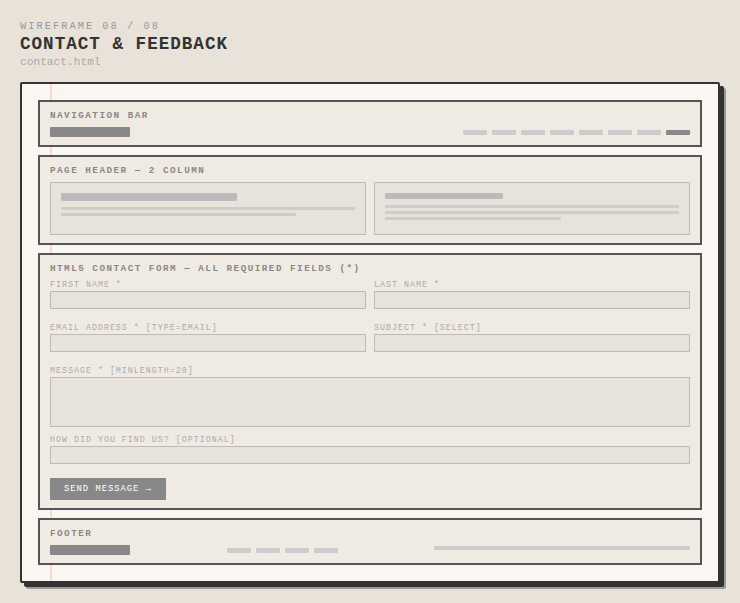 WIREFRAME 08 / 08
CONTACT & FEEDBACK
contact.html
NAVIGATION BAR
PAGE HEADER — 2 COLUMN
HTML5 CONTACT FORM — ALL REQUIRED FIELDS (*)
FIRST NAME *
LAST NAME *
EMAIL ADDRESS * [TYPE=EMAIL]
SUBJECT * [SELECT]
MESSAGE * [MINLENGTH=20]
HOW DID YOU FIND US? [OPTIONAL]
SEND MESSAGE →
FOOTER